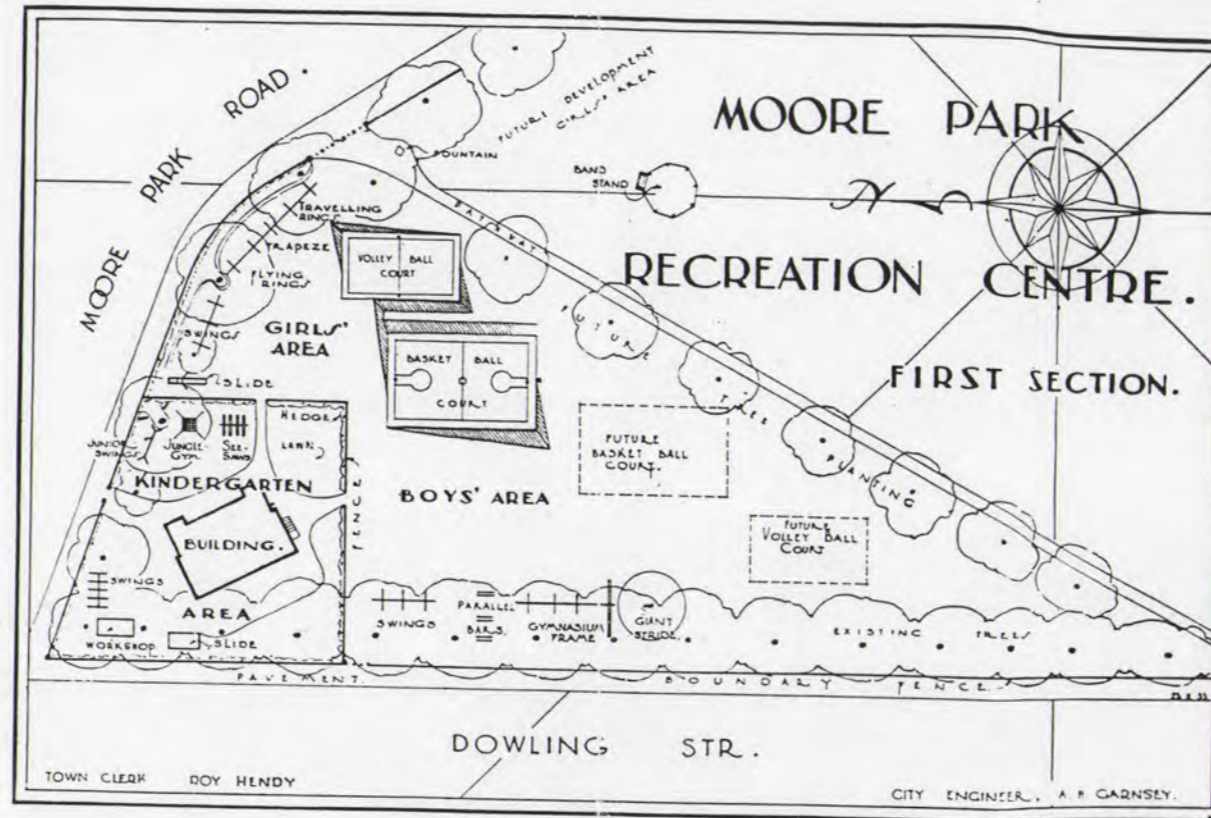 MOORE PARK
RECREATION CENTRE.
FIRST SECTION.
N
MOORE PARK ROAD.
FUTURE DEVELOPMENT
GIRLS' AREA
FOUNTAIN
BAND
STAND
PATHWAY
TRAVELLING
RINGS
TRAPEZE
FLYING
RINGS
VOLLEY BALL
COURT
SWINGS
GIRLS'
AREA
BASKET BALL
COURT
SLIDE
HEDGE
LAWN
JUNIOR
SWINGS
JUNGLE-
GYM
SEE-
SAWS
KINDERGARTEN
FENCE
BUILDING.
AREA
SWINGS
WORKSHOP
SLIDE
BOYS' AREA
FUTURE TREE PLANTING
FUTURE
BASKET BALL
COURT.
FUTURE
VOLLEY BALL
COURT
SWINGS
PARALLEL
BARS.
GYMNASIUM
FRAME
GIANT
STRIDE.
EXISTING TREES
PAVEMENT.
BOUNDARY FENCE.
DOWLING STR.
TOWN CLERK ROY HENDY
CITY ENGINEER, A. H. GARNSEY.